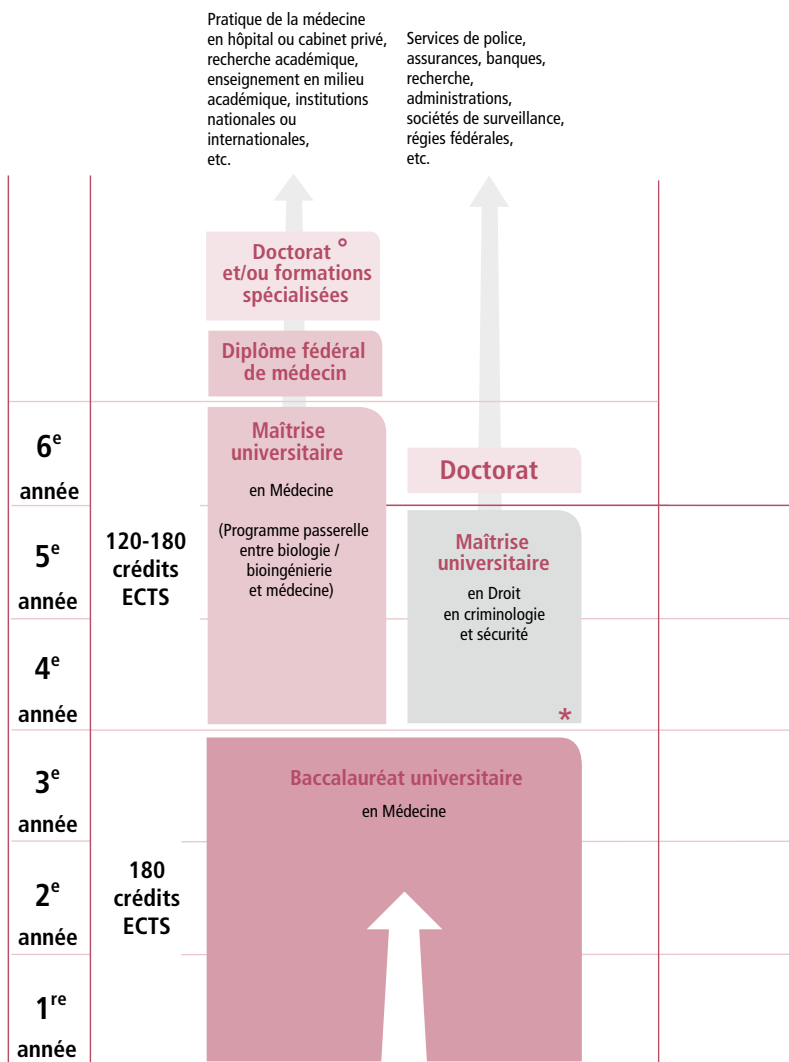 Pratique de la médecine
en hôpital ou cabinet privé,
recherche académique,
enseignement en milieu
académique, institutions
nationales ou
internationales,
etc.
Services de police,
assurances, banques,
recherche,
administrations,
sociétés de surveillance,
régies fédérales,
etc.
Doctorat °
et/ou formations
spécialisées
Diplôme fédéral
de médecin
6e
année
Maîtrise
universitaire
en Médecine
(Programme passerelle
entre biologie /
bioingénierie
et médecine)
Doctorat
5e
année
120-180
crédits
ECTS
Maîtrise
universitaire
en Droit
en criminologie
et sécurité
*
4e
année
3e
année
Baccalauréat universitaire
en Médecine
180
crédits
ECTS
2e
année
1re
année